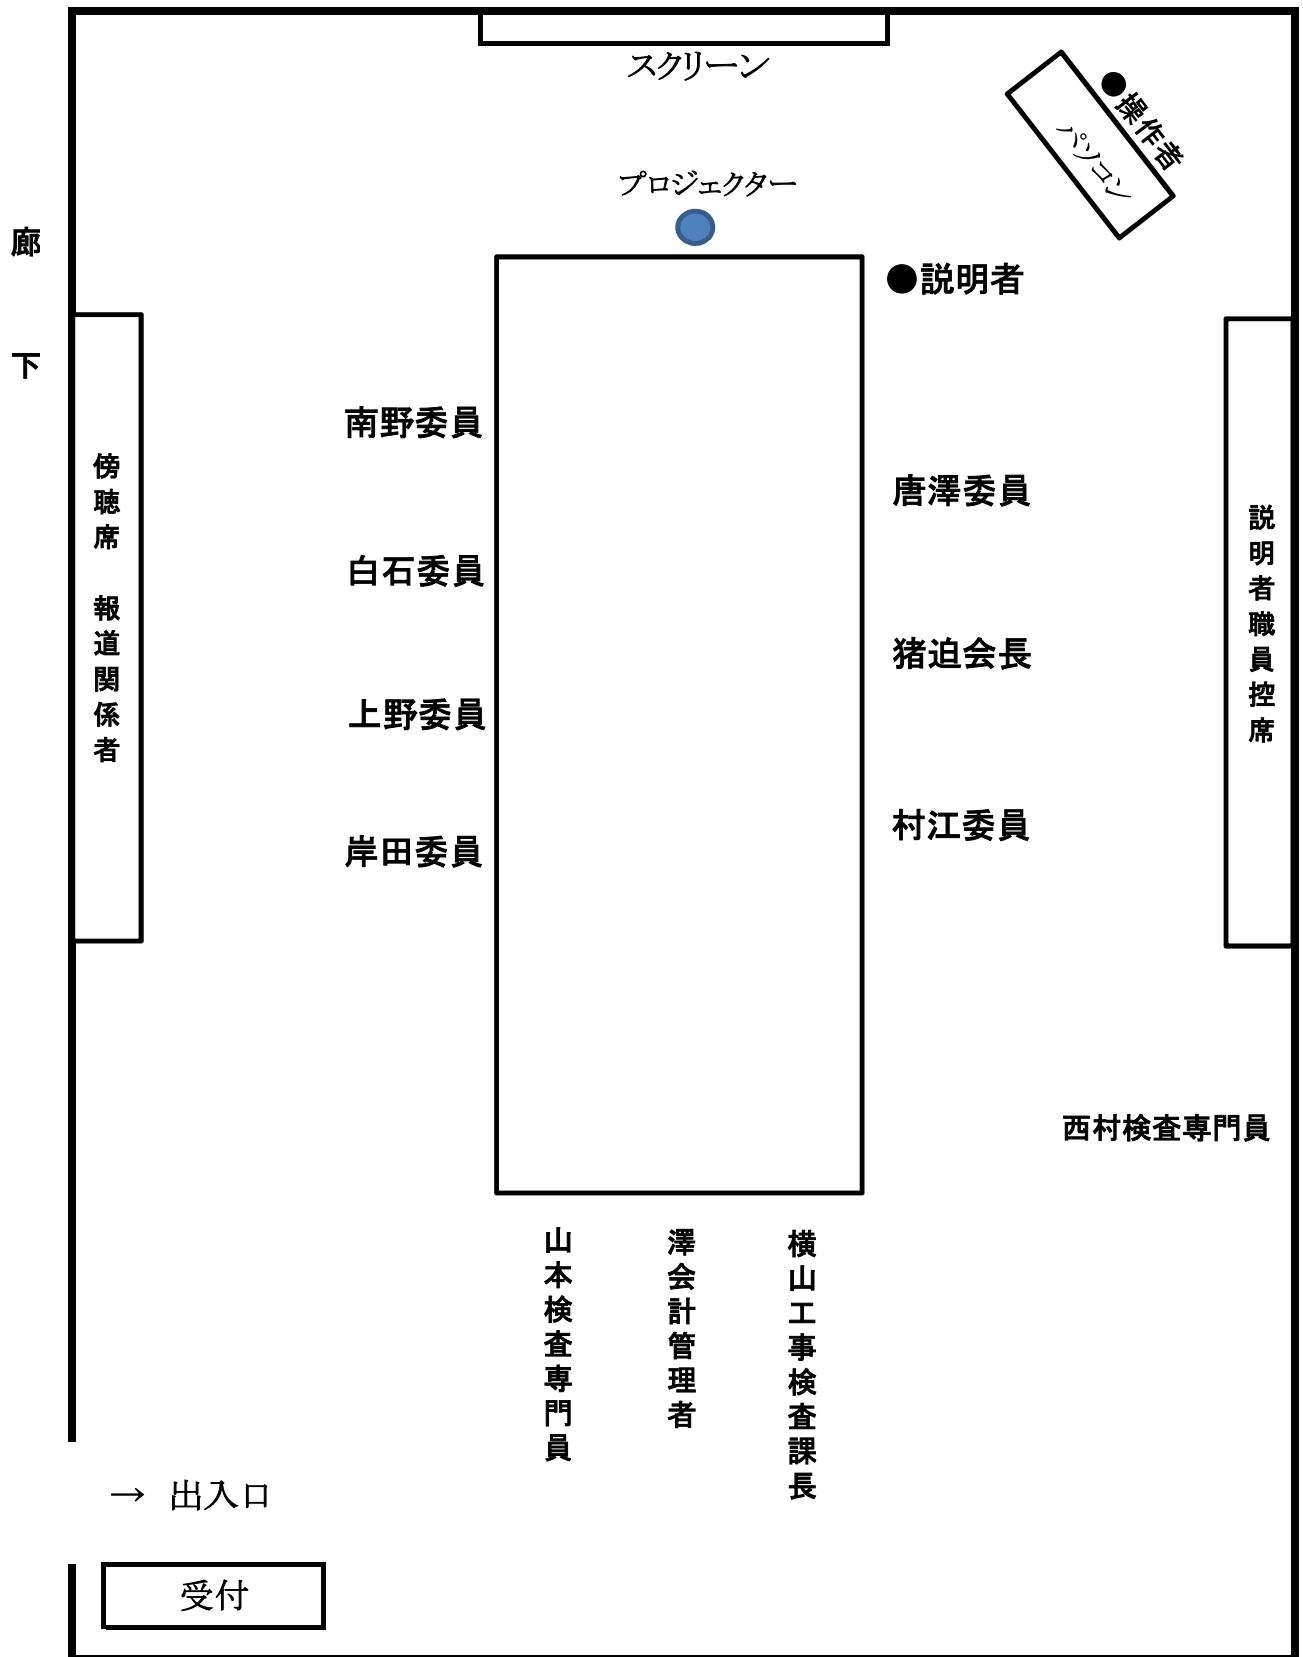 スクリーン
●操作者
パソコン
プロジェクター
廊下
●説明者
南野委員
唐澤委員
傍聴席　報道関係者
説明者職員控席
白石委員
猪迫会長
上野委員
村江委員
岸田委員
西村検査専門員
山本検査専門員
澤会計管理者
横山工事検査課長
→ 出入口
受付